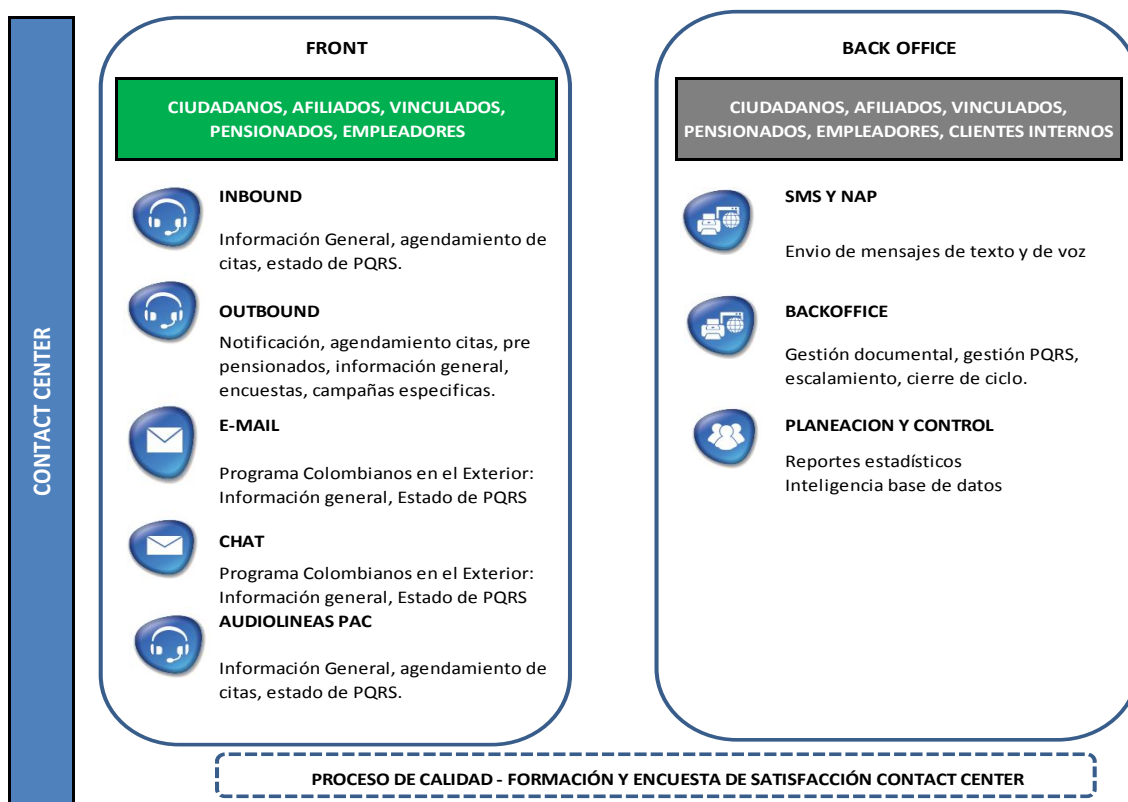 CONTACT CENTER
FRONT
CIUDADANOS, AFILIADOS, VINCULADOS,
PENSIONADOS, EMPLEADORES
INBOUND
Información General, agendamiento de
citas, estado de PQRS.
OUTBOUND
Notificación, agendamiento citas, pre
pensionados, información general,
encuestas, campañas especificas.
E-MAIL
Programa Colombianos en el Exterior:
Información general, Estado de PQRS
CHAT
Programa Colombianos en el Exterior:
Información general, Estado de PQRS
AUDIOLINEAS PAC
Información General, agendamiento de
citas, estado de PQRS.
BACK OFFICE
CIUDADANOS, AFILIADOS, VINCULADOS,
PENSIONADOS, EMPLEADORES, CLIENTES INTERNOS
SMS Y NAP
Envio de mensajes de texto y de voz
BACKOFFICE
Gestión documental, gestión PQRS,
escalamiento, cierre de ciclo.
PLANEACION Y CONTROL
Reportes estadísticos
Inteligencia base de datos
PROCESO DE CALIDAD - FORMACIÓN Y ENCUESTA DE SATISFACCIÓN CONTACT CENTER